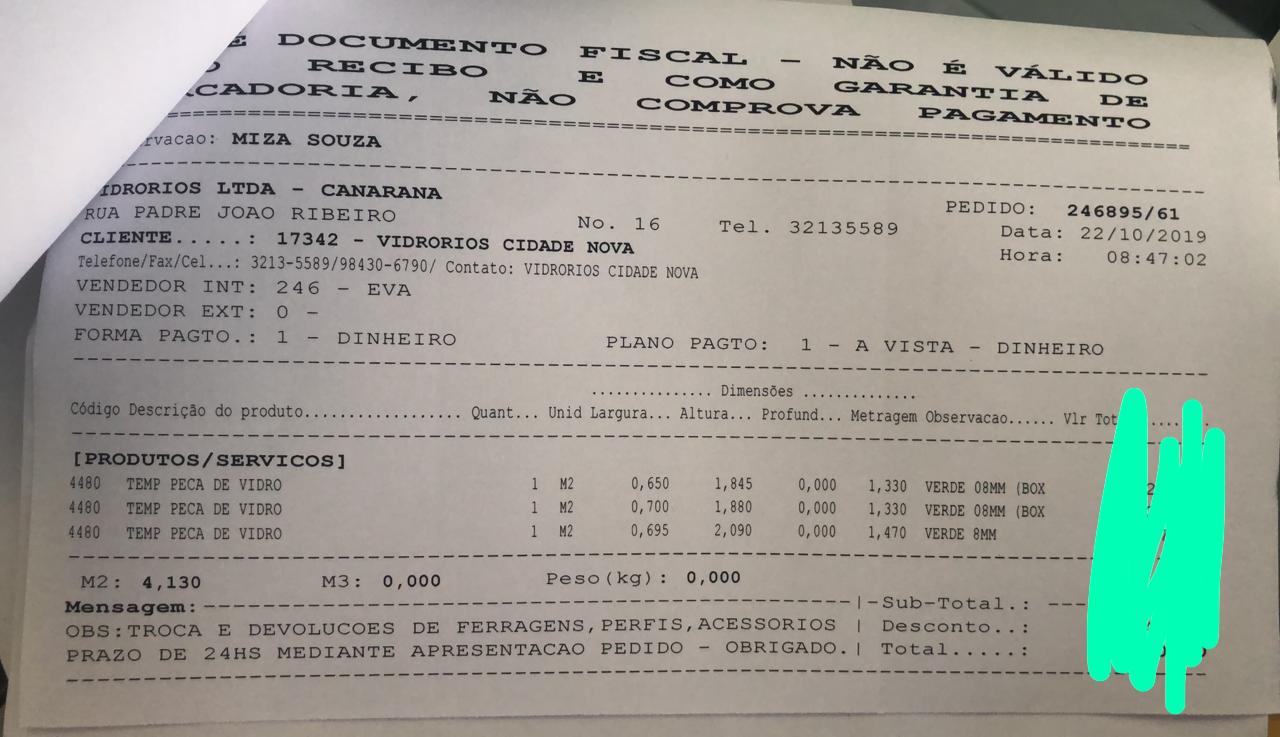 DOCUMENTO FISCAL - NÃO É VÁLIDO
RECIBO E COMO GARANTIA DE
NÃO COMPROVA PAGAMENTO
MIZA SOUZA
LTDA - CANARANA
RUA PADRE JOAO RIBEIRO No. 16 Tel. 32135589 PEDIDO: 246895/61
CLIENTE.....: 17342 - VIDRORIOS CIDADE NOVA Data: 22/10/2019
Telefone/Fax/Cel...: 3213-5589/98430-6790/ Contato: VIDRORIOS CIDADE NOVA Hora: 08:47:02
VENDEDOR INT: 246 - EVA
VENDEDOR EXT: 0 -
FORMA PAGTO.: 1 - DINHEIRO PLANO PAGTO: 1 - A VISTA - DINHEIRO
............... Dimensões ..............
Código Descrição do produto.................. Quant... Unid Largura... Altura... Profund... Metragem Observacao...... Vlr
[PRODUTOS/SERVICOS]
4480 TEMP PECA DE VIDRO 1 M2 0,650 1,845 0,000 1,330 VERDE 08MM (BOX
4480 TEMP PECA DE VIDRO 1 M2 0,700 1,880 0,000 1,330 VERDE 08MM (BOX
4480 TEMP PECA DE VIDRO 1 M2 0,695 2,090 0,000 1,470 VERDE 8MM
M2: 4,130 M3: 0,000 Peso(kg): 0,000
Mensagem:---|-Sub-Total.:
OBS:TROCA E DEVOLUCOES DE FERRAGENS,PERFIS,ACESSORIOS | Desconto..:
PRAZO DE 24HS MEDIANTE APRESENTACAO PEDIDO - OBRIGADO.| Total.....: